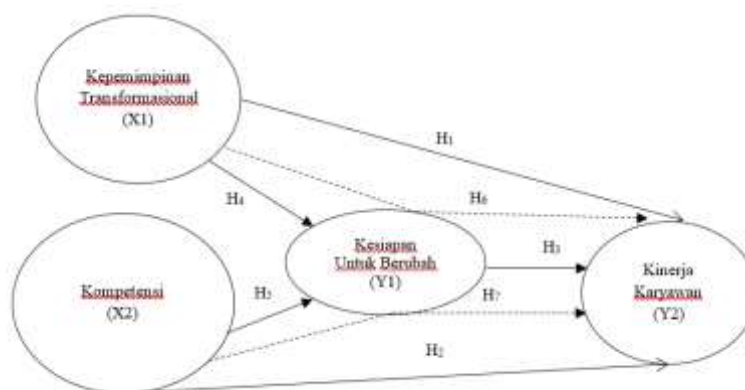 Kepemimpinan
Transformasional
(X1)
H1
H4
H6
Kesiapan
Untuk Berubah
(Y1)
H3
Kinerja
Karyawan
(Y2)
Kompetensi
(X2)
H5
H7
H2